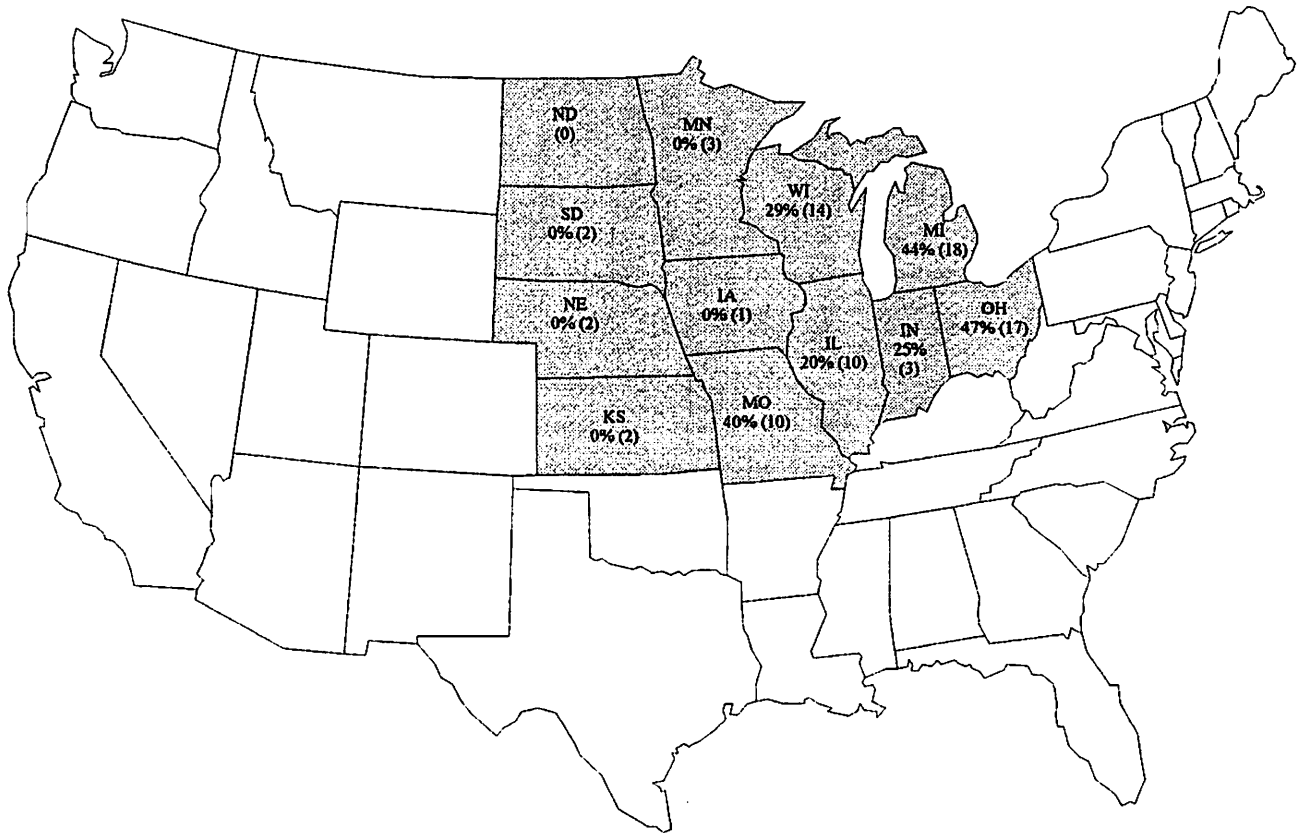 ND
(0)
MN
0% (3)
WI
29% (14)
SD
0% (2)
MI
44% (18)
NE
0% (2)
IA
0% (1)
IL
20% (10)
IN
25%
(3)
OH
47% (17)
KS
0% (2)
MO
40% (10)